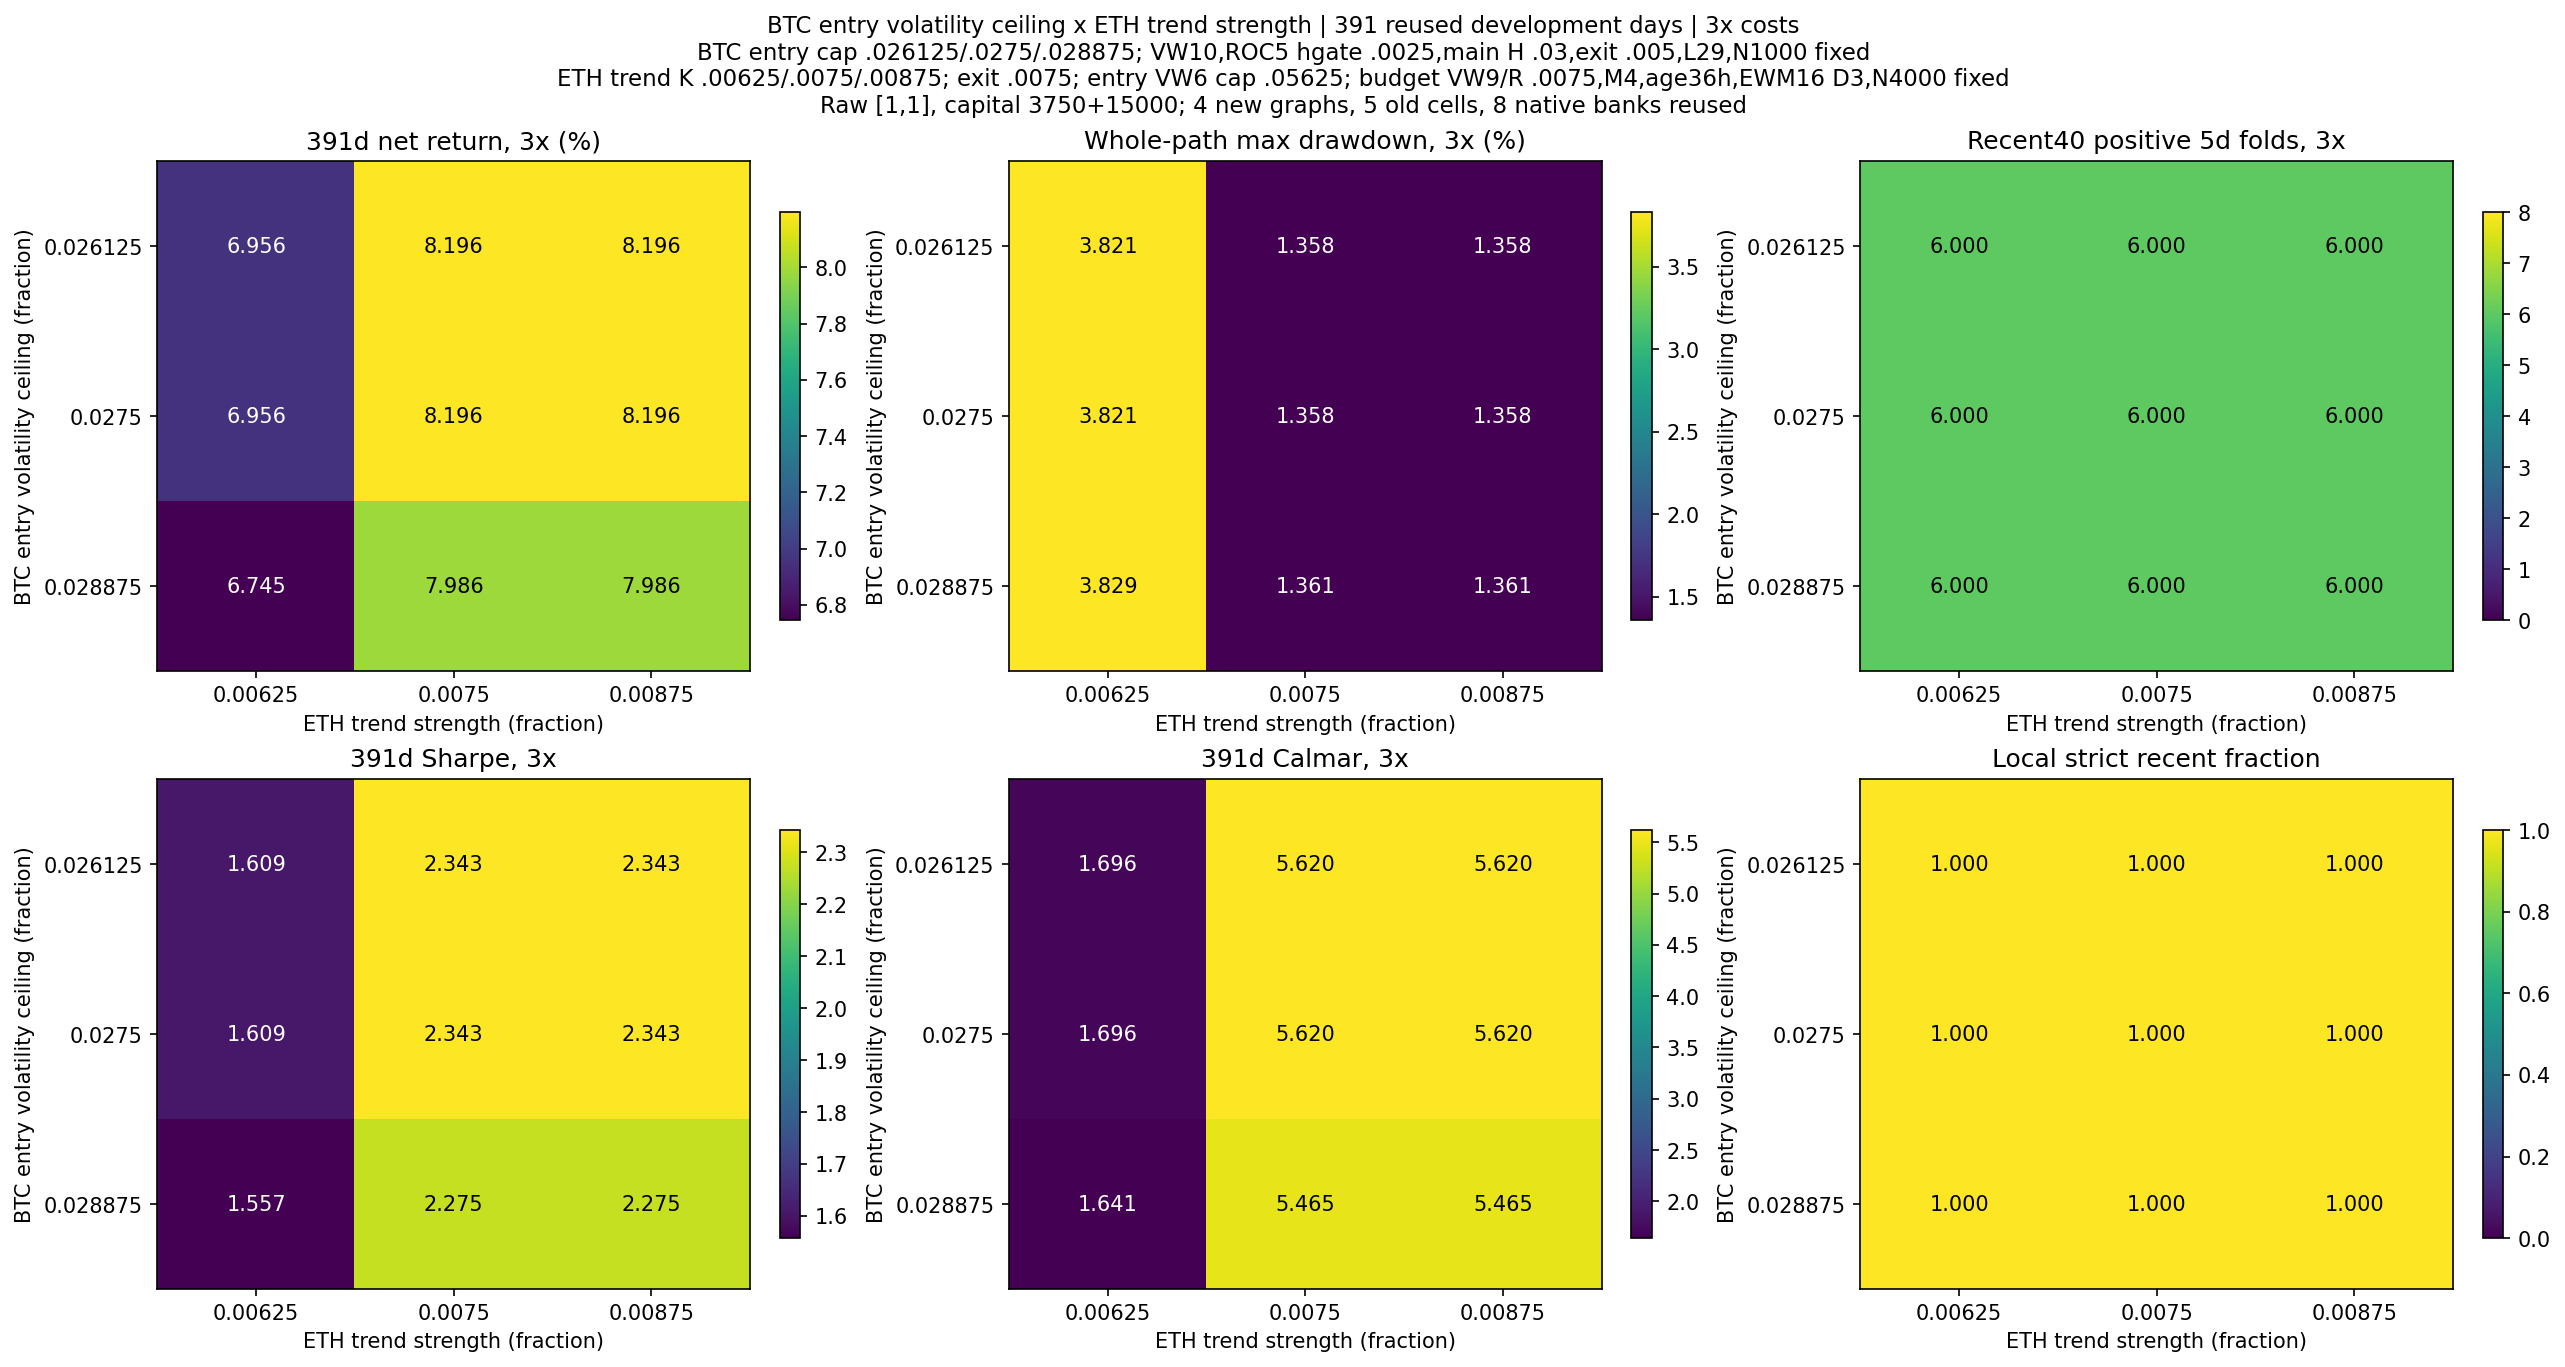 BTC entry volatility ceiling x ETH trend strength | 391 reused development days | 3x costs
BTC entry cap .026125/.0275/.028875; VW10,ROC5 hgate .0025,main H .03,exit .005,L29,N1000 fixed
ETH trend K .00625/.0075/.00875; exit .0075; entry VW6 cap .05625; budget VW9/R .0075,M4,age36h,EWM16 D3,N4000 fixed
Raw [1,1], capital 3750+15000; 4 new graphs, 5 old cells, 8 native banks reused
391d net return, 3x (%)
BTC entry volatility ceiling (fraction)
0.026125
0.0275
0.028875
6.956 8.196 8.196
6.956 8.196 8.196
6.745 7.986 7.986
0.00625 0.0075 0.00875
ETH trend strength (fraction)
8.0
7.8
7.6
7.4
7.2
7.0
6.8
Whole-path max drawdown, 3x (%)
BTC entry volatility ceiling (fraction)
0.026125
0.0275
0.028875
3.821 1.358 1.358
3.821 1.358 1.358
3.829 1.361 1.361
0.00625 0.0075 0.00875
ETH trend strength (fraction)
3.5
3.0
2.5
2.0
1.5
Recent40 positive 5d folds, 3x
BTC entry volatility ceiling (fraction)
0.026125
0.0275
0.028875
6.000 6.000 6.000
6.000 6.000 6.000
6.000 6.000 6.000
0.00625 0.0075 0.00875
ETH trend strength (fraction)
8
7
6
5
4
3
2
1
0
391d Sharpe, 3x
BTC entry volatility ceiling (fraction)
0.026125
0.0275
0.028875
1.609 2.343 2.343
1.609 2.343 2.343
1.557 2.275 2.275
0.00625 0.0075 0.00875
ETH trend strength (fraction)
2.3
2.2
2.1
2.0
1.9
1.8
1.7
1.6
391d Calmar, 3x
BTC entry volatility ceiling (fraction)
0.026125
0.0275
0.028875
1.696 5.620 5.620
1.696 5.620 5.620
1.641 5.465 5.465
0.00625 0.0075 0.00875
ETH trend strength (fraction)
5.5
5.0
4.5
4.0
3.5
3.0
2.5
2.0
Local strict recent fraction
BTC entry volatility ceiling (fraction)
0.026125
0.0275
0.028875
1.000 1.000 1.000
1.000 1.000 1.000
1.000 1.000 1.000
0.00625 0.0075 0.00875
ETH trend strength (fraction)
1.0
0.8
0.6
0.4
0.2
0.0